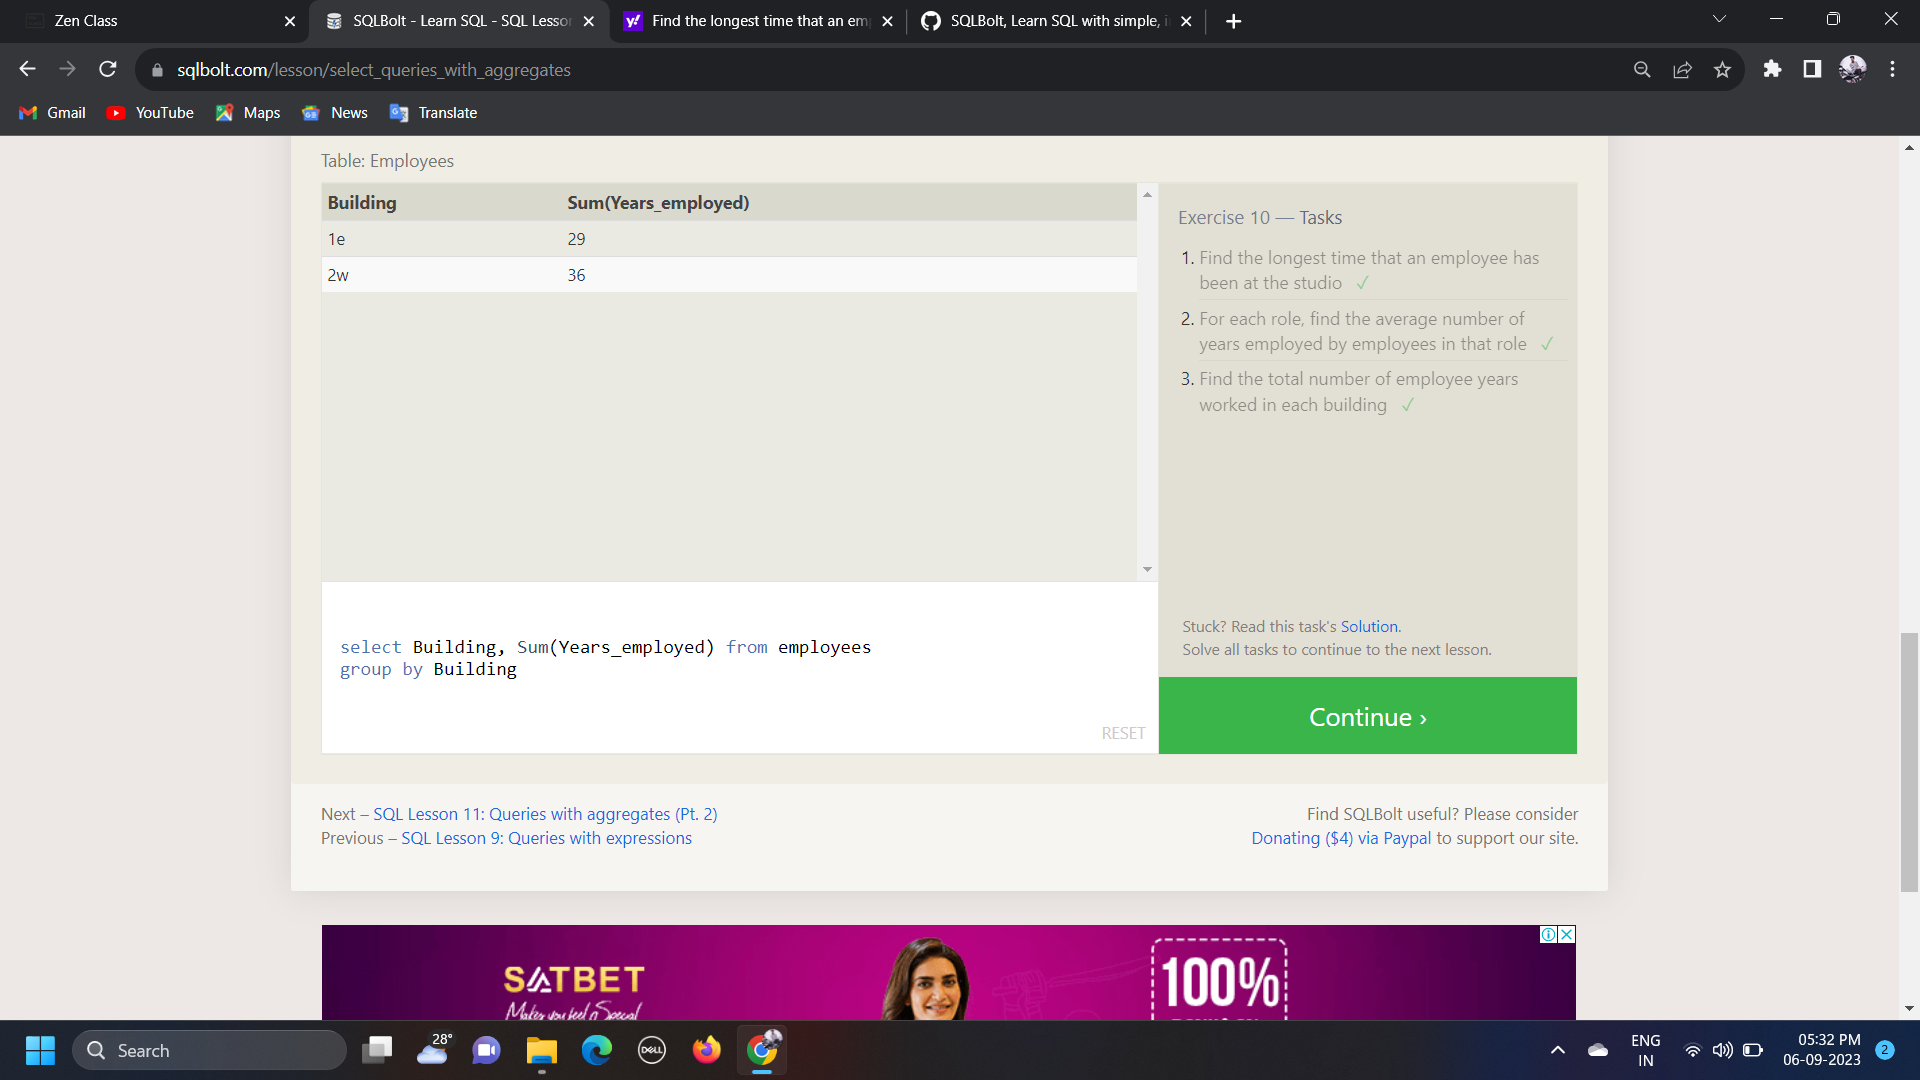 Zen Class
SQLBolt - Learn SQL - SQL Lesson
Find the longest time that an em
SQLBolt, Learn SQL with simple, i
sqlbolt.com/lesson/select_queries_with_aggregates
Gmail
YouTube
Maps
News
Translate
Table: Employees
Building Sum(Years_employed)
1e 29
2w 36
select Building, Sum(Years_employed) from employees
group by Building
RESET
Exercise 10 — Tasks
1. Find the longest time that an employee has
been at the studio ✓
2. For each role, find the average number of
years employed by employees in that role ✓
3. Find the total number of employee years
worked in each building ✓
Stuck? Read this task's Solution.
Solve all tasks to continue to the next lesson.
Continue ›
Next – SQL Lesson 11: Queries with aggregates (Pt. 2)
Previous – SQL Lesson 9: Queries with expressions
Find SQLBolt useful? Please consider
Donating ($4) via Paypal to support our site.
SATBET
Makes you feel a Special
100%
Search
28°
DELL
ENG
IN
05:32 PM
06-09-2023
2